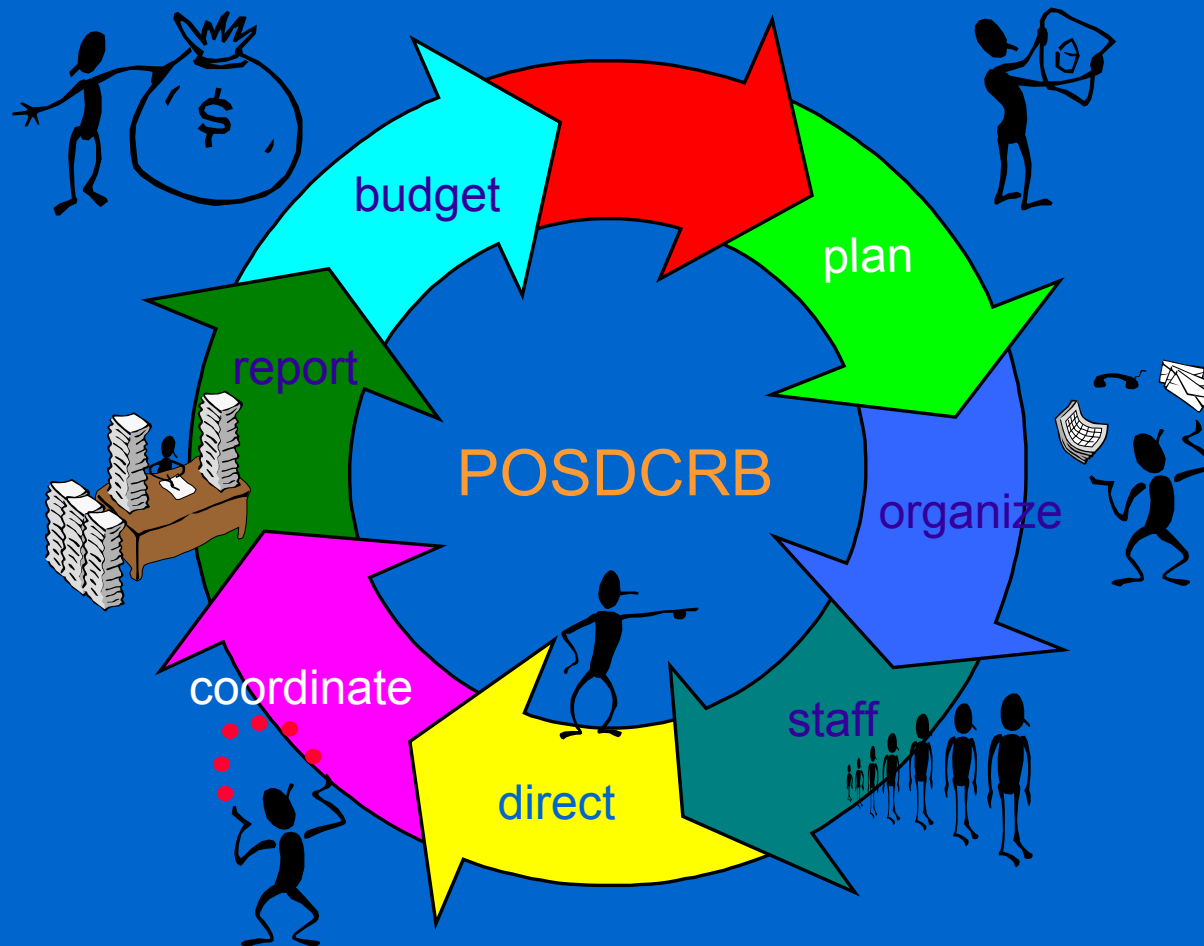 $
budget
plan
report
POSDCRB
organize
coordinate
staff
direct